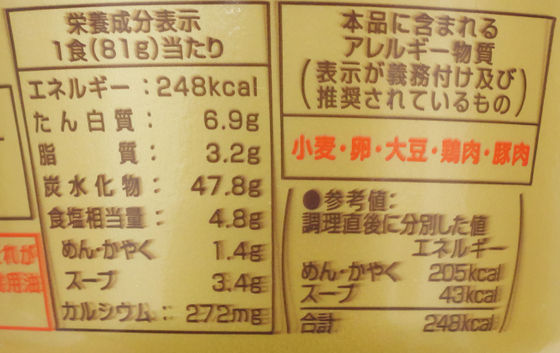 栄養成分表示
1食(81g)当たり
エネルギー:248kcal
たん白質: 6.9g
脂質: 3.2g
炭水化物: 47.8g
食塩相当量: 4.8g
めん・かやく 1.4g
スープ 3.4g
カルシウム: 272mg
本品に含まれる
アレルギー物質
(表示が義務付け及び
推奨されているもの)
小麦・卵・大豆・鶏肉・豚肉
●参考値:
調理直後に分別した値
エネルギー
めん・かやく 205kcal
スープ 43kcal
合計 248kcal
れが
用油